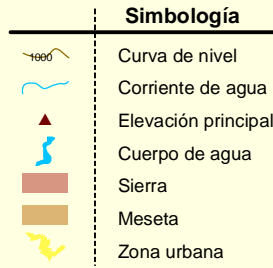 Simbología
1000 Curva de nivel
Corriente de agua
Elevación principal
Cuerpo de agua
Sierra
Meseta
Zona urbana